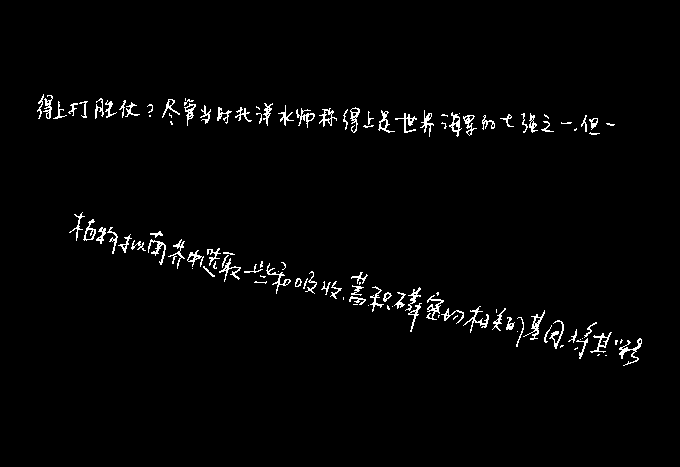 得上打胜仗?尽管当时北洋水师称得上是世界海军的七强之一,但一
植物拟南芥中选取一些和吸收、蓄积磷密切相关的基因,将其移